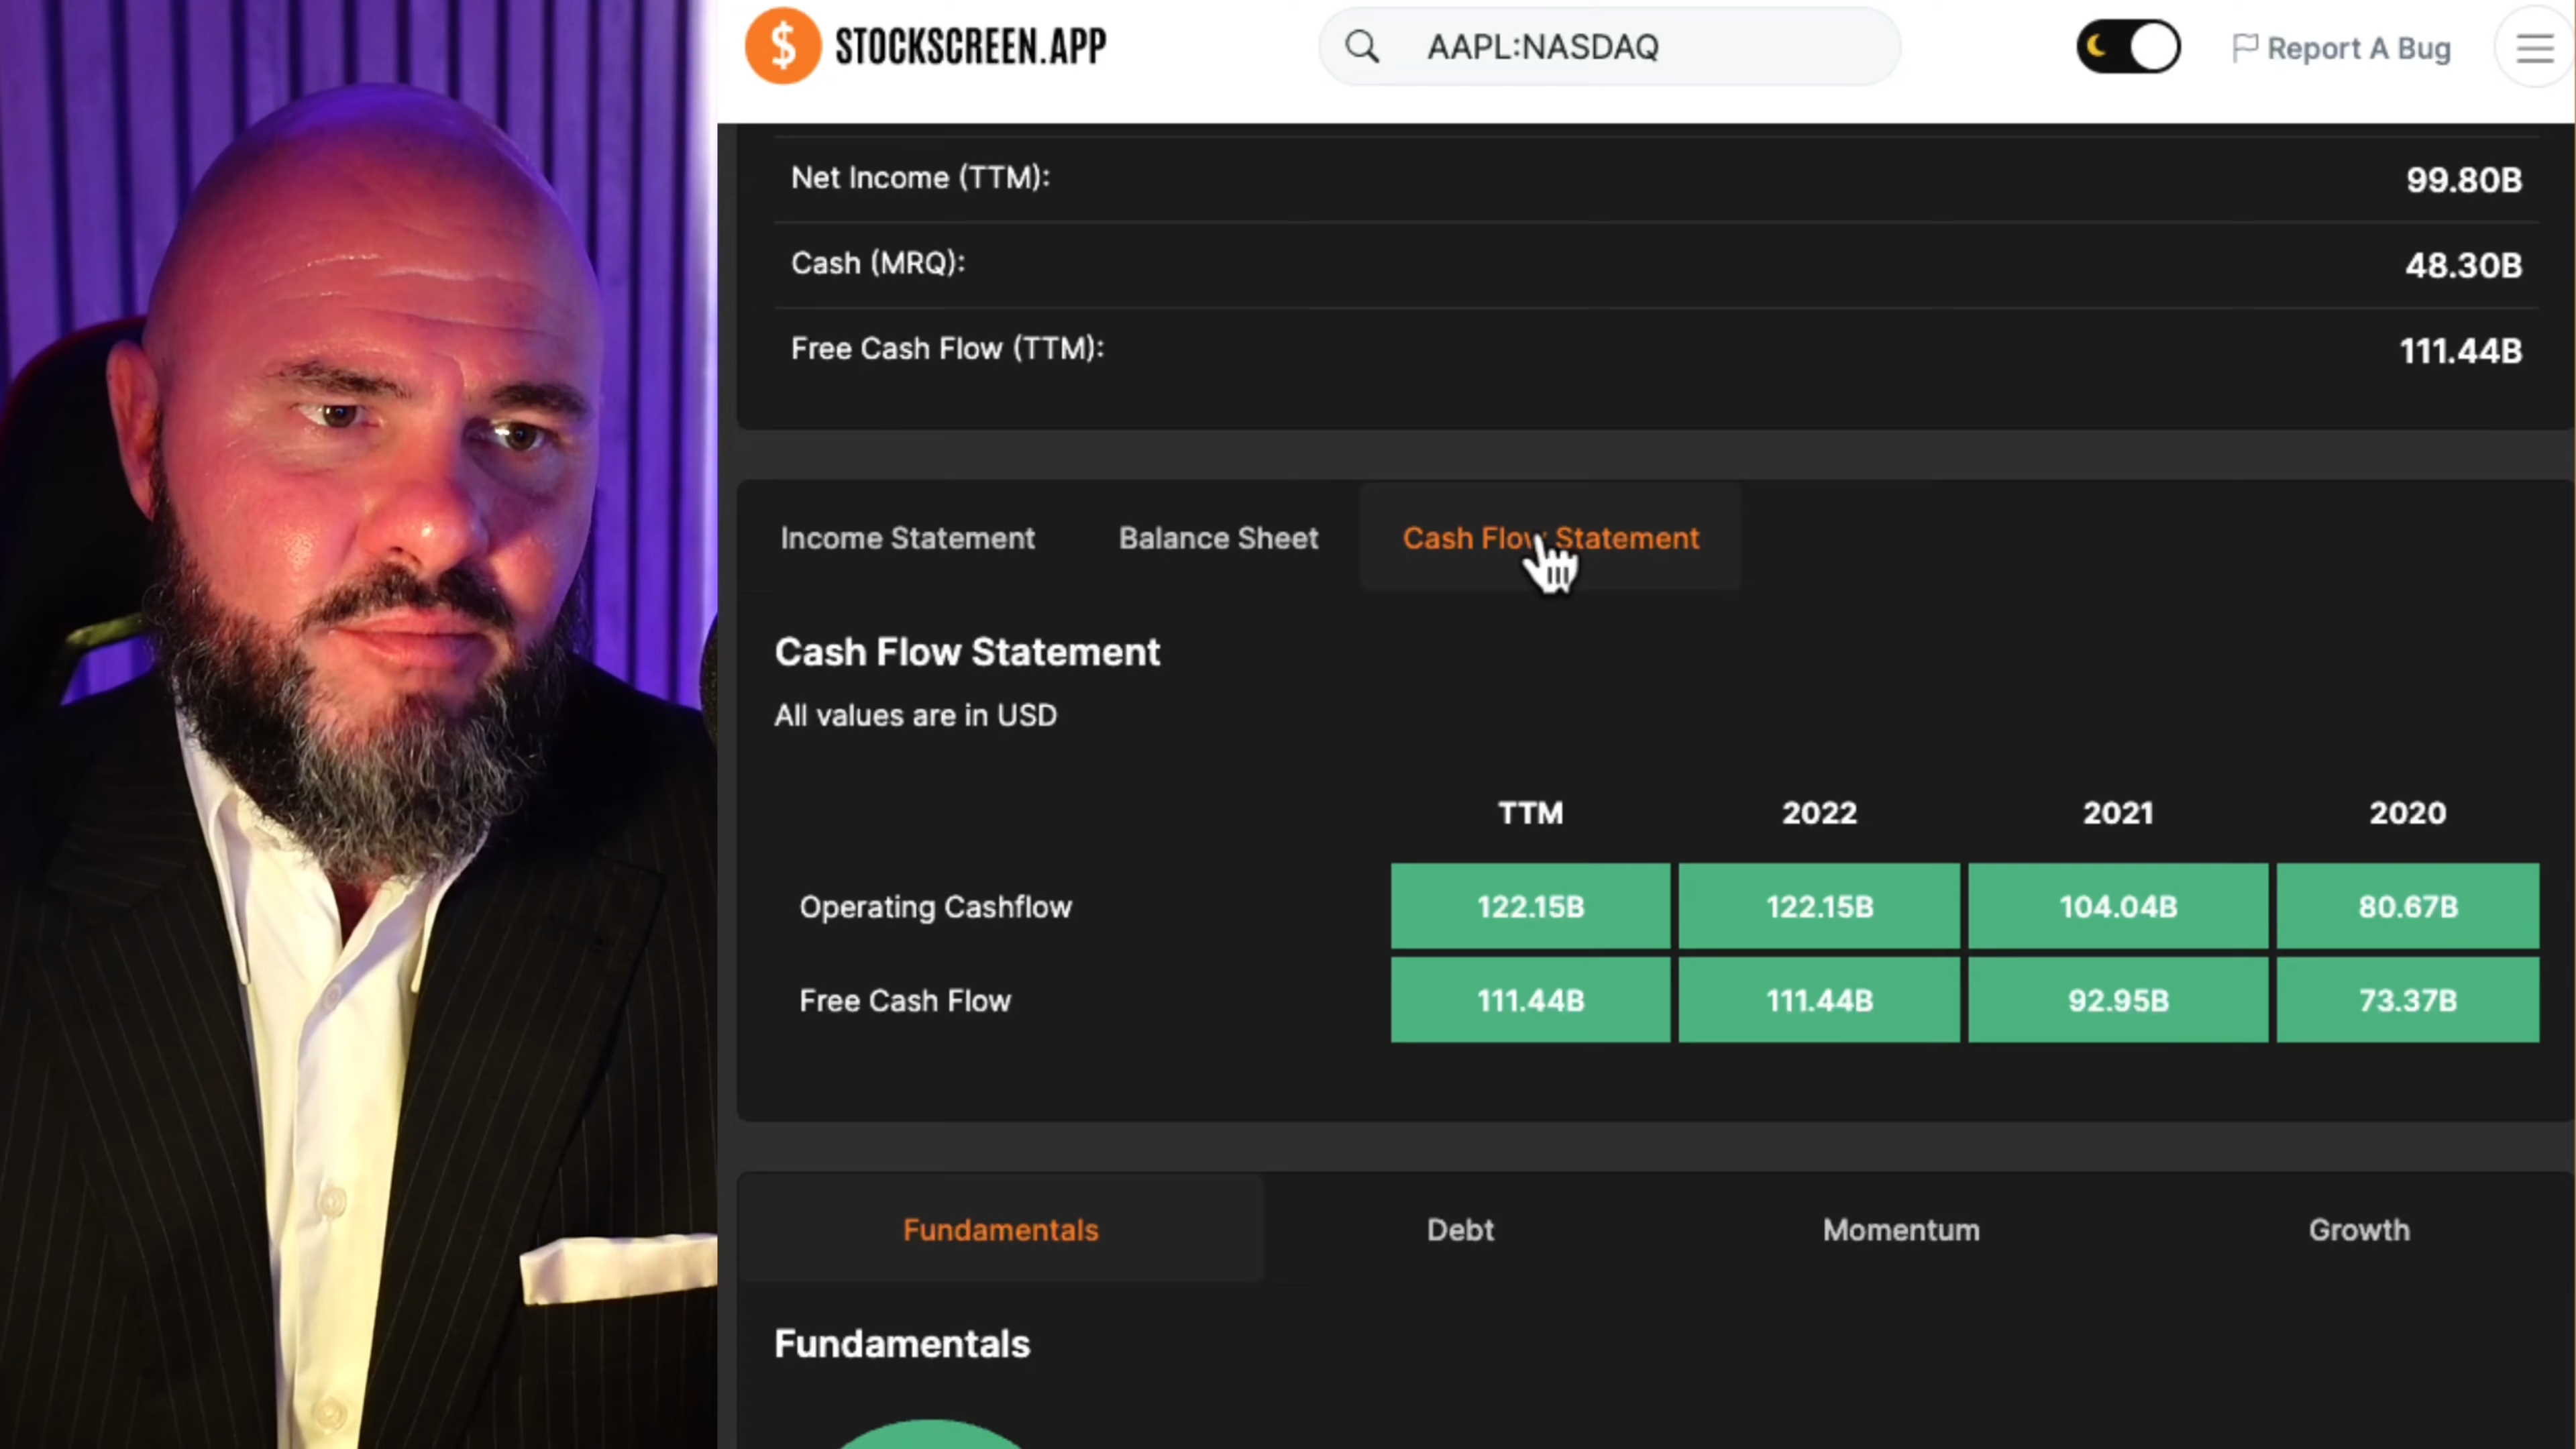 $ STOCKSCREEN.APP
AAPL:NASDAQ
Report A Bug
Net Income (TTM): 99.80B
Cash (MRQ): 48.30B
Free Cash Flow (TTM): 111.44B
Income Statement Balance Sheet Cash Flow Statement
Cash Flow Statement
All values are in USD
TTM 2022 2021 2020
Operating Cashflow 122.15B 122.15B 104.04B 80.67B
Free Cash Flow 111.44B 111.44B 92.95B 73.37B
Fundamentals Debt Momentum Growth
Fundamentals